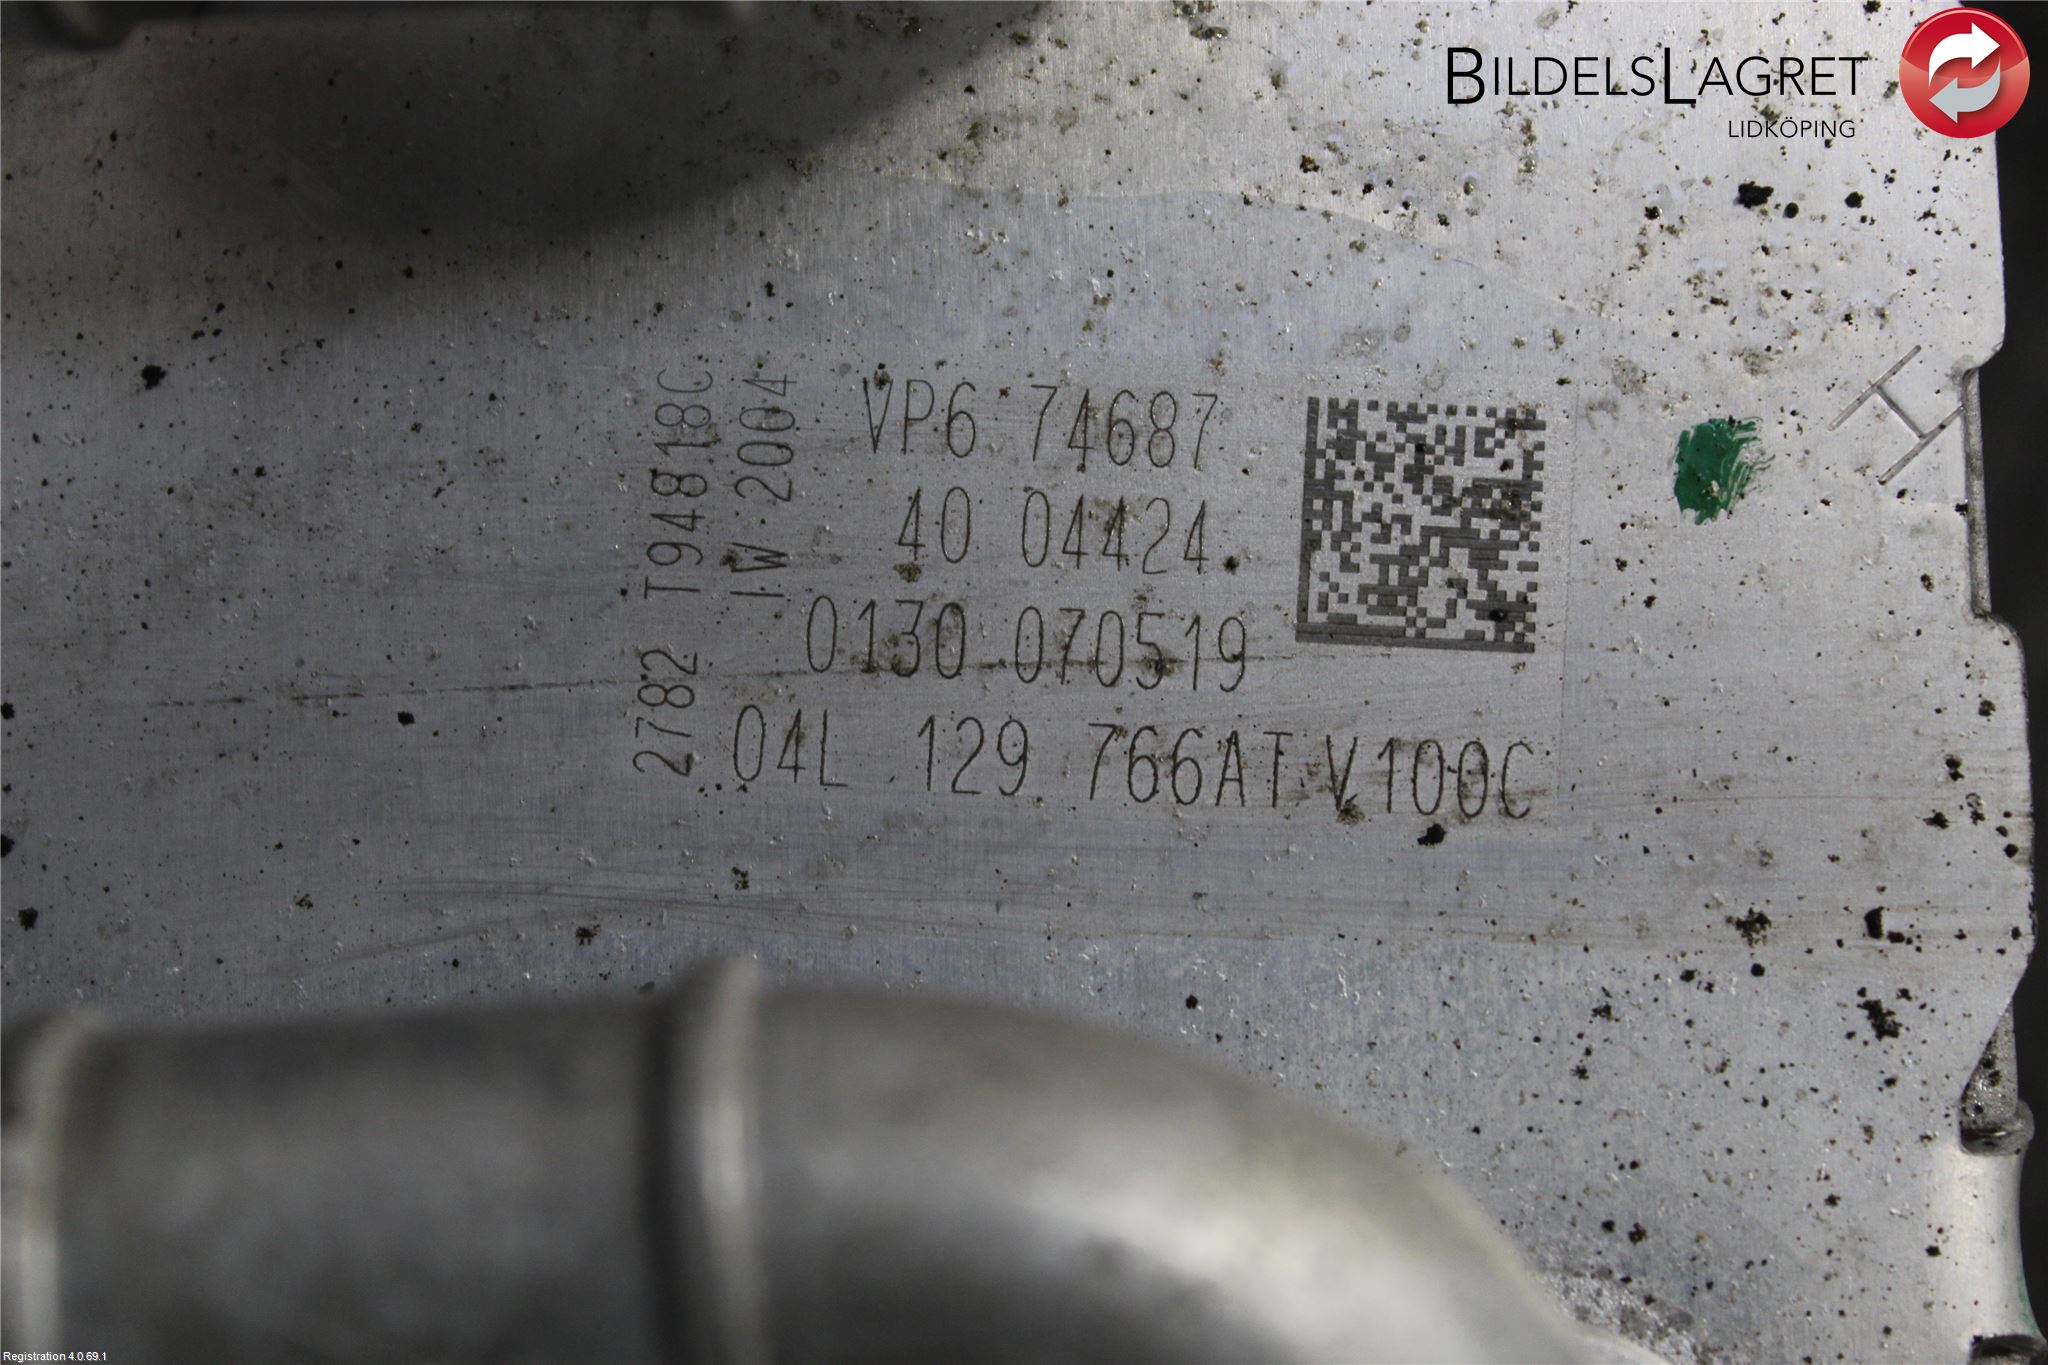 BILDELSLAGRET
LIDKÖPING
VP6 74687
40 04424
0130 070519
04L 129 766AT V100C
2782 T94818C
1W 2004
H
Registration 4.0.69.1